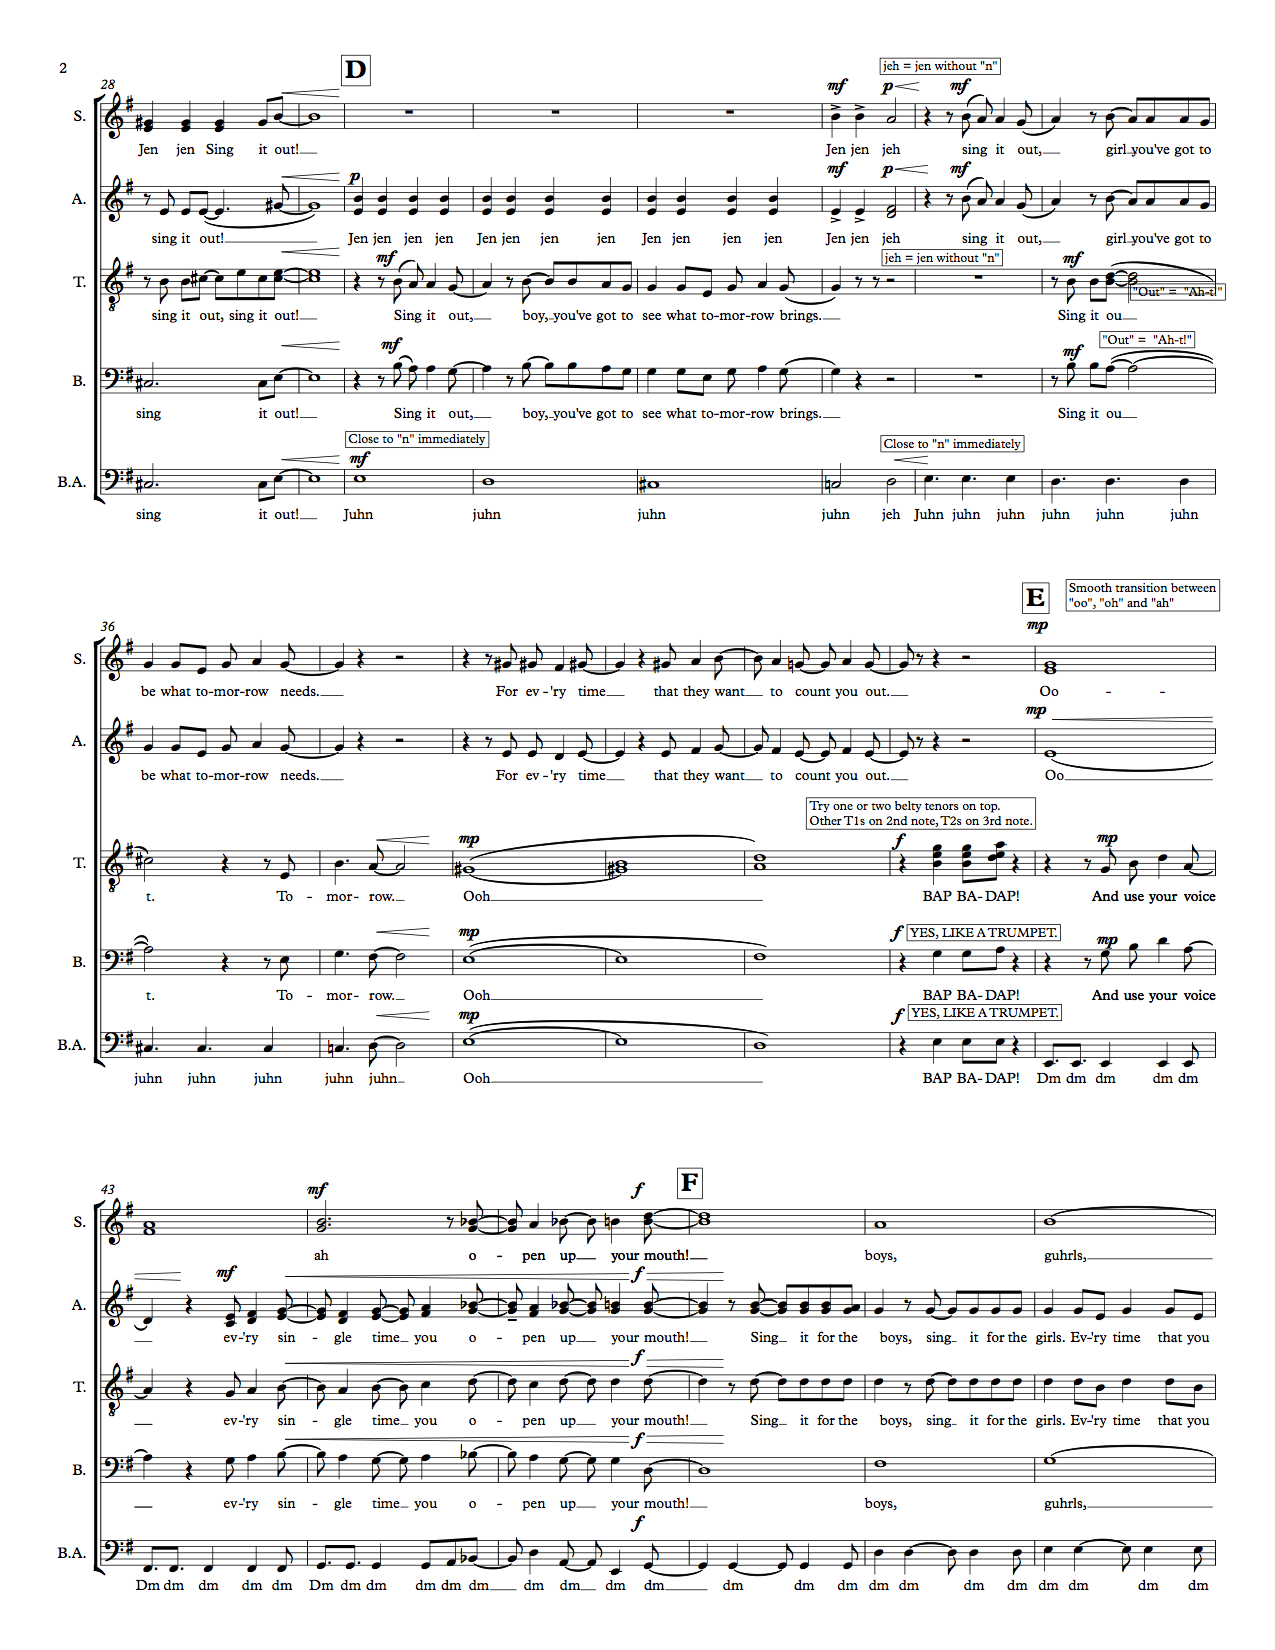 2
D
28
jeh = jen without "n"
mf p mf
S.
Jen jen Sing it out! Jen jen jeh sing it out, girl you've got to
p mf p mf
A.
sing it out! Jen jen jen jen Jen jen jen jen Jen jen jen jen Jen jen jeh sing it out, girl you've got to
jeh = jen without "n"
mf mf
T.
8
"Out" = "Ah-t!"
sing it out, sing it out! Sing it out, boy, you've got to see what to-mor-row brings. Sing it ou
"Out" = "Ah-t!"
mf mf
B.
sing it out! Sing it out, boy, you've got to see what to-mor-row brings. Sing it ou
Close to "n" immediately Close to "n" immediately
mf
B.A.
sing it out! Juhn juhn juhn juhn jeh Juhn juhn juhn juhn juhn juhn
E
Smooth transition between
"oo", "oh" and "ah"
36
mp
S.
be what to-mor-row needs. For ev-'ry time that they want to count you out. Oo - -
mp
A.
be what to-mor-row needs. For ev-'ry time that they want to count you out. Oo
Try one or two belty tenors on top.
Other T1s on 2nd note, T2s on 3rd note.
mp f mp
T.
8
t. To - mor- row. Ooh BAP BA- DAP! And use your voice
mp f YES, LIKE A TRUMPET. mp
B.
t. To - mor- row. Ooh BAP BA- DAP! And use your voice
mp f YES, LIKE A TRUMPET.
B.A.
juhn juhn juhn juhn juhn Ooh BAP BA- DAP! Dm dm dm dm dm
F
43
mf f
S.
ah o - pen up your mouth! boys, guhrls,
mf f
A.
ev-'ry sin - gle time you o - pen up your mouth! Sing it for the boys, sing it for the girls. Ev-'ry time that you
f
T.
8
ev-'ry sin - gle time you o - pen up your mouth! Sing it for the boys, sing it for the girls. Ev-'ry time that you
f
B.
ev-'ry sin - gle time you o - pen up your mouth! boys, guhrls,
f
B.A.
Dm dm dm dm dm Dm dm dm dm dm dm dm dm dm dm dm dm dm dm dm dm dm dm dm dm dm